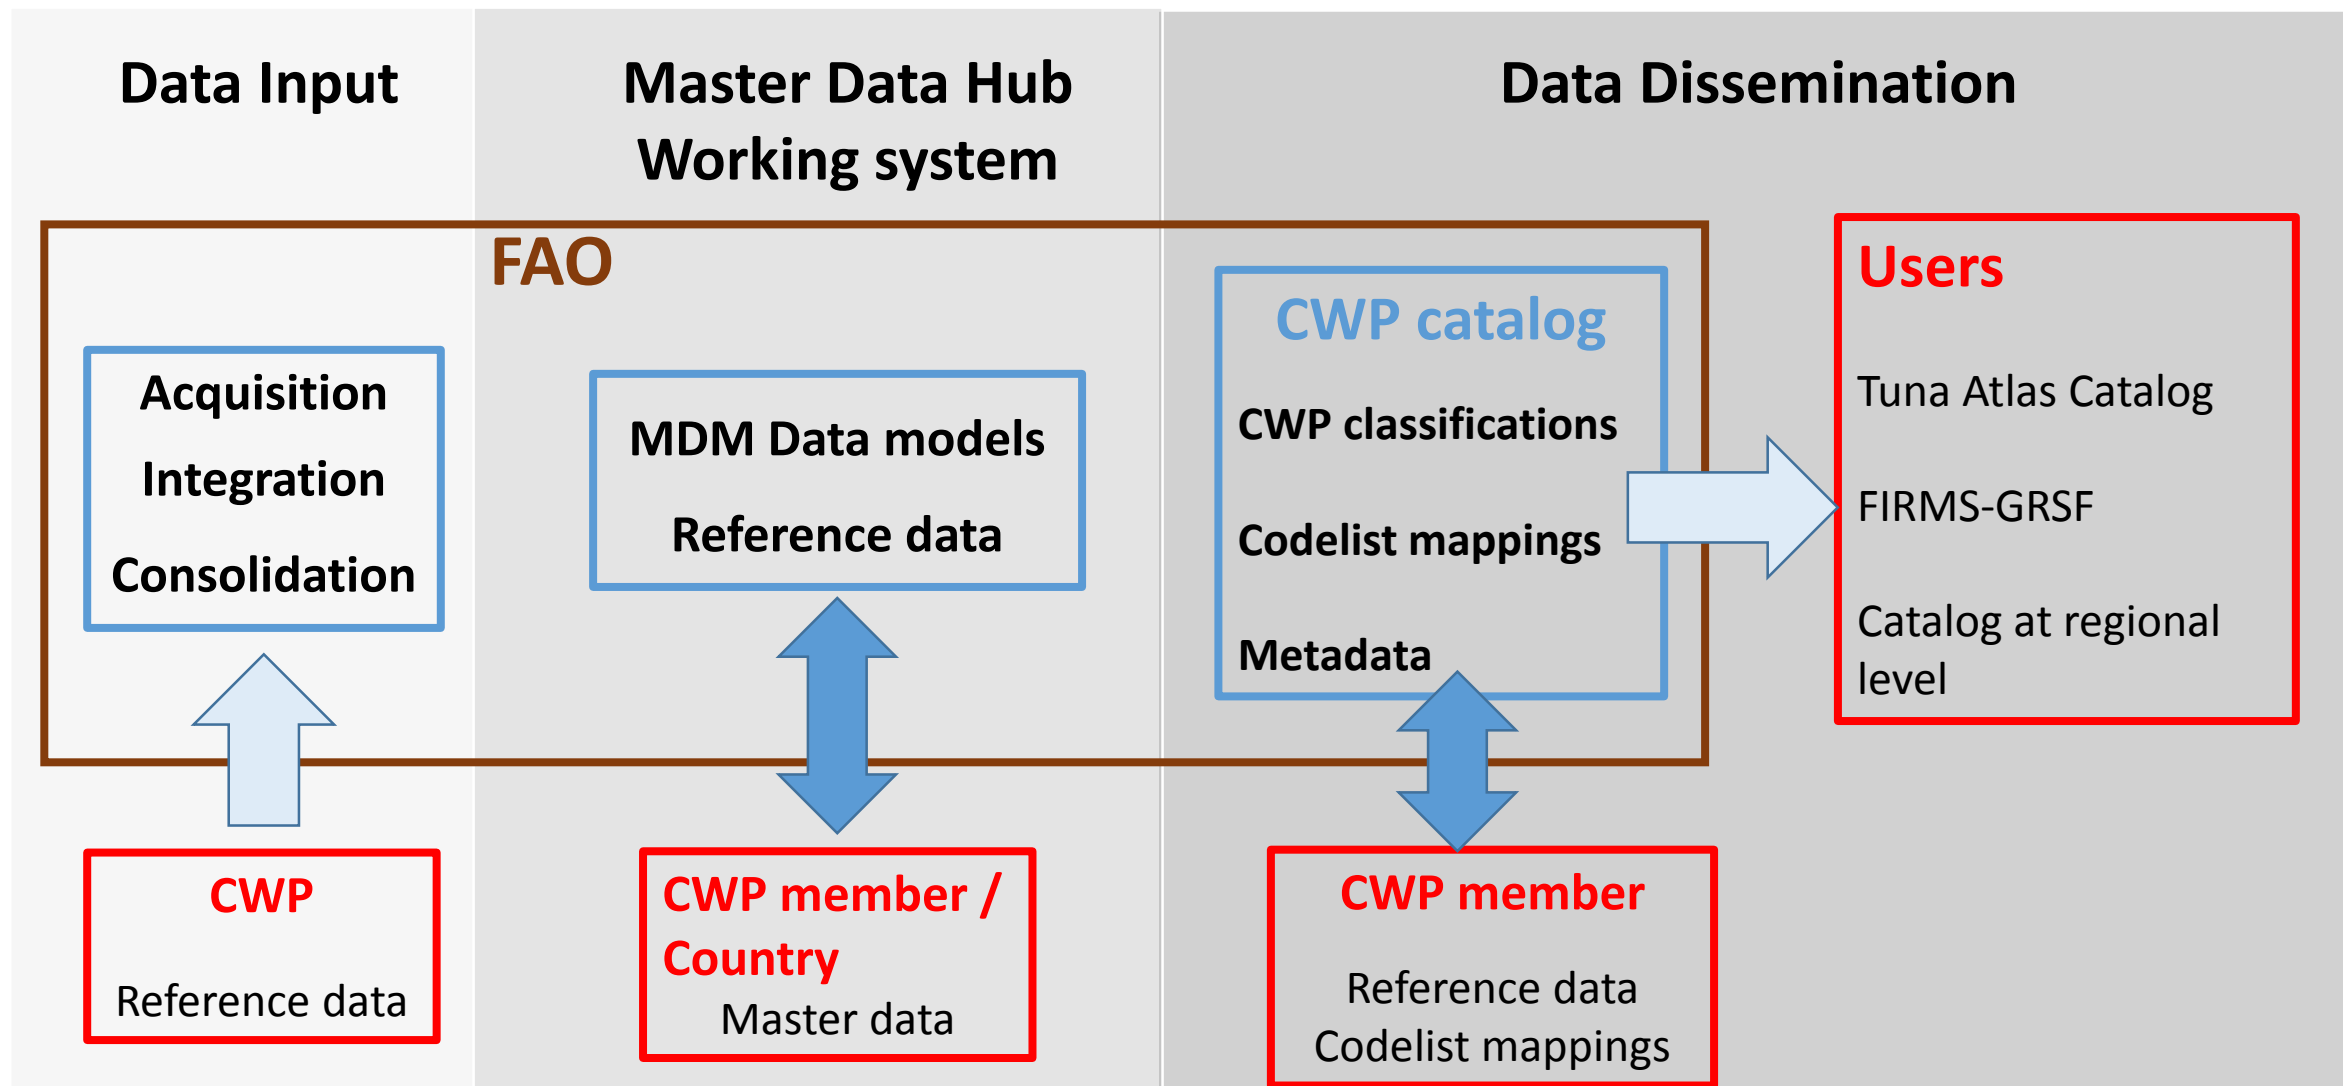 Data Input
Master Data Hub
Working system
Data Dissemination
FAO
Acquisition
Integration
Consolidation
MDM Data models
Reference data
CWP catalog
CWP classifications
Codelist mappings
Metadata
Users
Tuna Atlas Catalog
FIRMS-GRSF
Catalog at regional
level
CWP
Reference data
CWP member /
Country
Master data
CWP member
Reference data
Codelist mappings